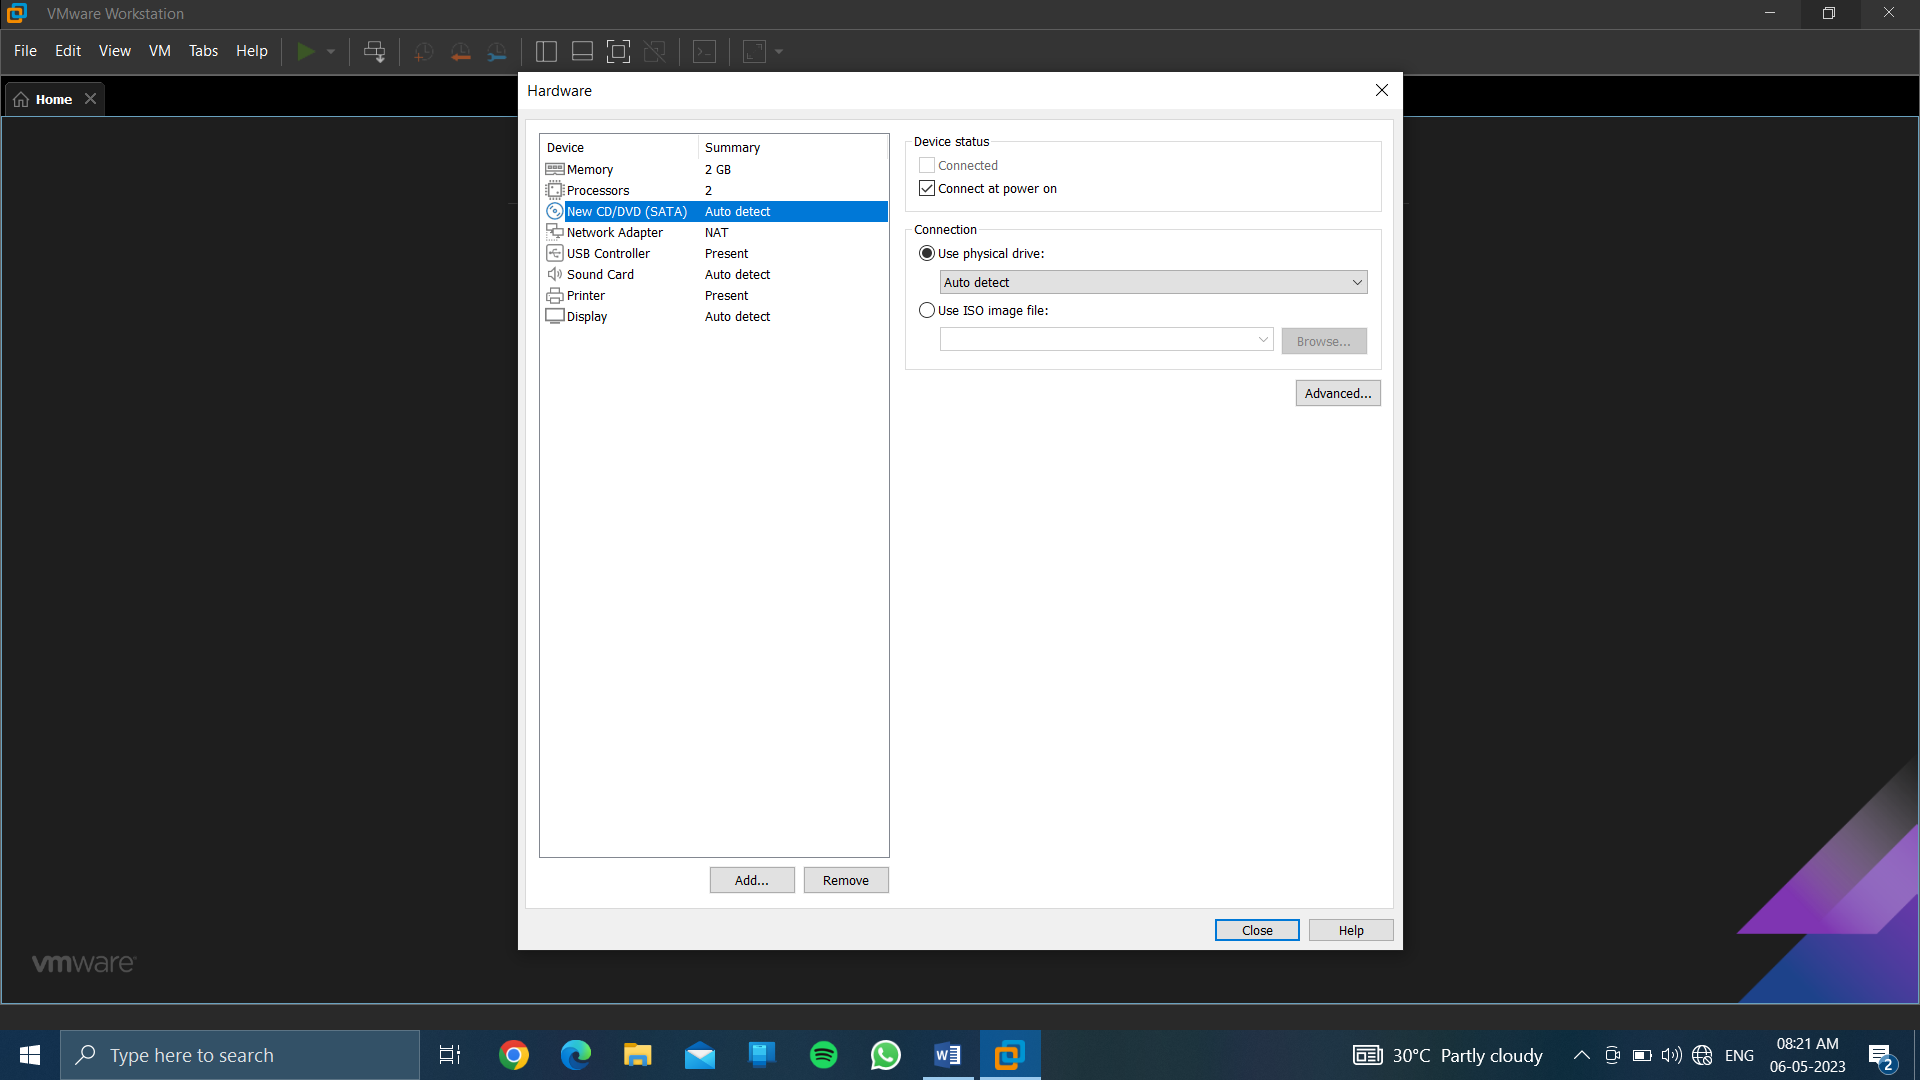 VMware Workstation
File Edit View VM Tabs Help
Home
Hardware
Device Summary
Memory 2 GB
Processors 2
New CD/DVD (SATA) Auto detect
Network Adapter NAT
USB Controller Present
Sound Card Auto detect
Printer Present
Display Auto detect
Add... Remove
Device status
Connected
Connect at power on
Connection
Use physical drive:
Auto detect
Use ISO image file:
Browse...
Advanced...
Close Help
vmware
Type here to search
W
30°C Partly cloudy
ENG
08:21 AM
06-05-2023
2